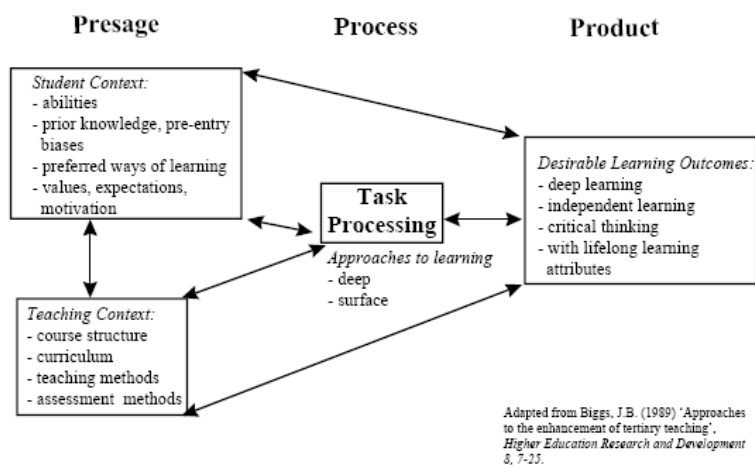 Presage
Process
Product
Student Context:
- abilities
- prior knowledge, pre-entry
biases
- preferred ways of learning
- values, expectations,
motivation
Task
Processing
Approaches to learning
- deep
- surface
Desirable Learning Outcomes:
- deep learning
- independent learning
- critical thinking
- with lifelong learning
attributes
Teaching Context:
- course structure
- curriculum
- teaching methods
- assessment methods
Adapted from Biggs, J.B. (1989) 'Approaches
to the enhancement of tertiary teaching',
Higher Education Research and Development
8, 7-25.